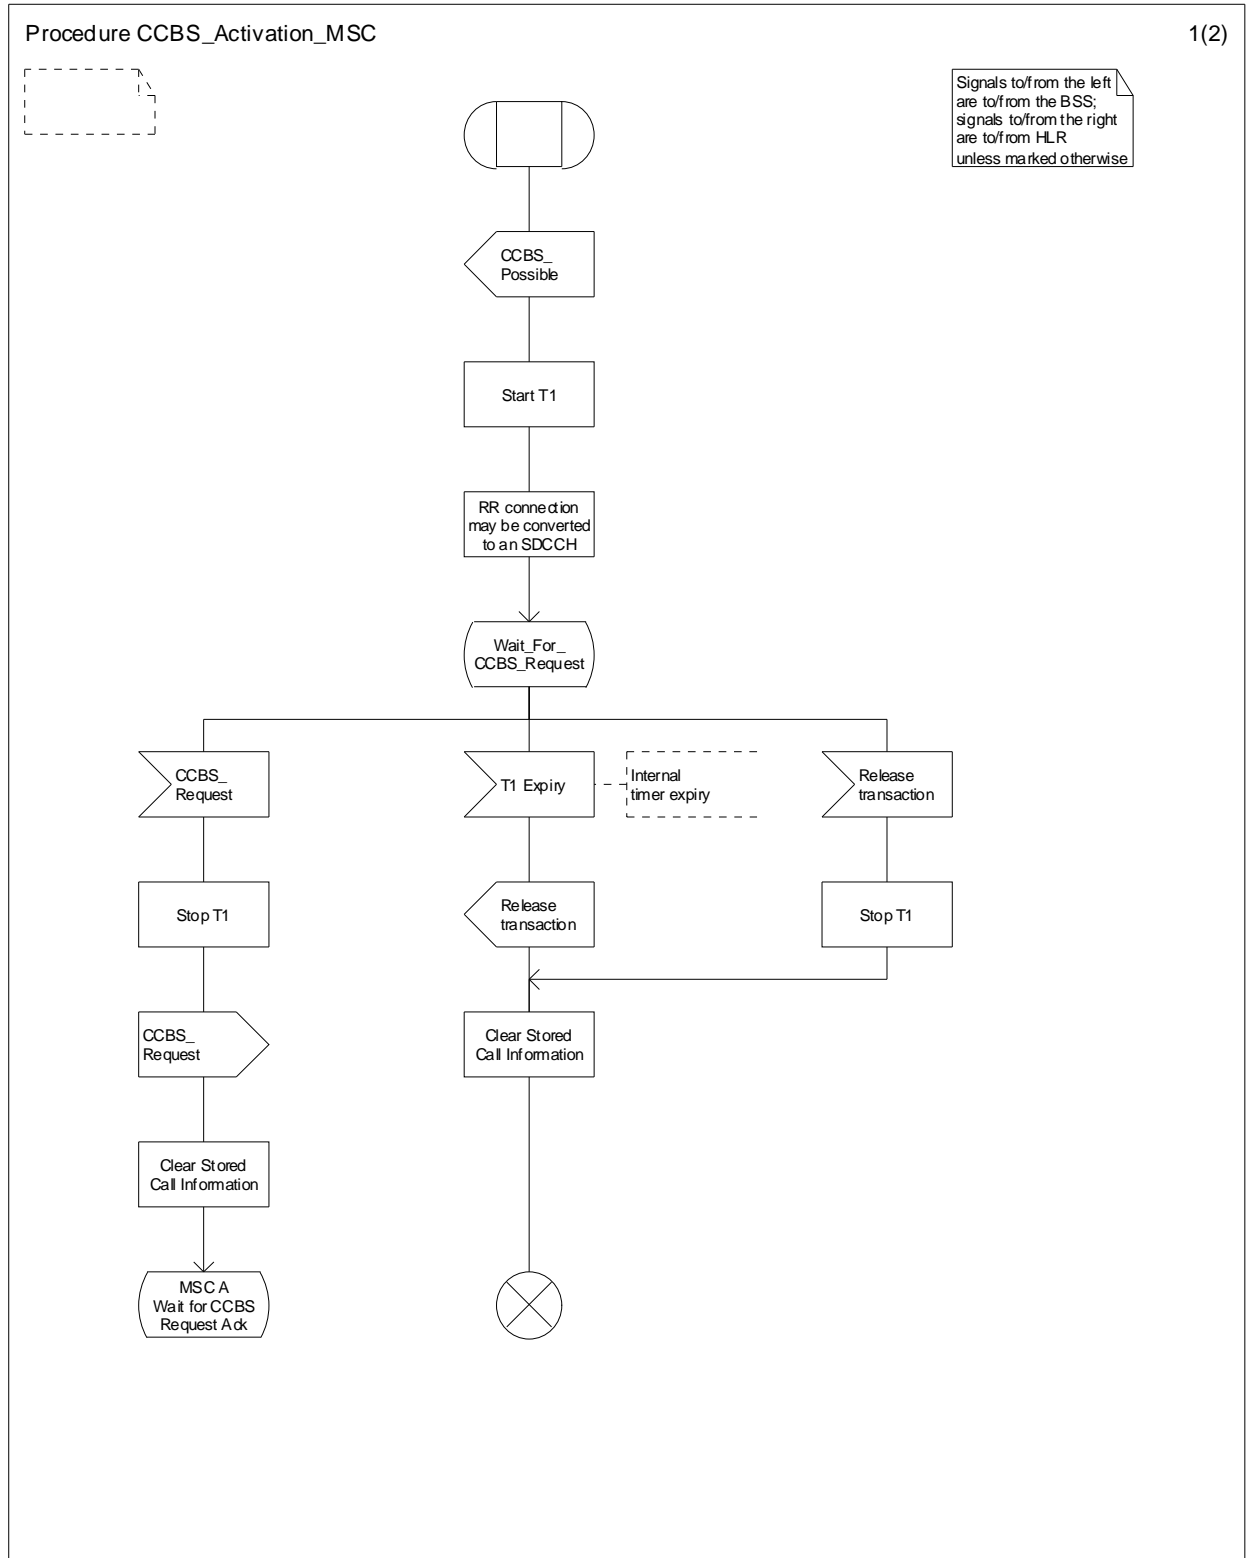 Procedure CCBS_Activation_MSC
1(2)
Signals to/from the left
are to/from the BSS;
signals to/from the right
are to/from HLR
unless marked otherwise
CCBS_
Possible
Start T1
RR connection
may be converted
to an SDCCH
Wait_For_
CCBS_Request
CCBS_
Request
T1 Expiry
Internal
timer expiry
Release
transaction
Stop T1
Release
transaction
Stop T1
CCBS_
Request
Clear Stored
Call Information
Clear Stored
Call Information
MSC A
Wait for CCBS
Request Ack